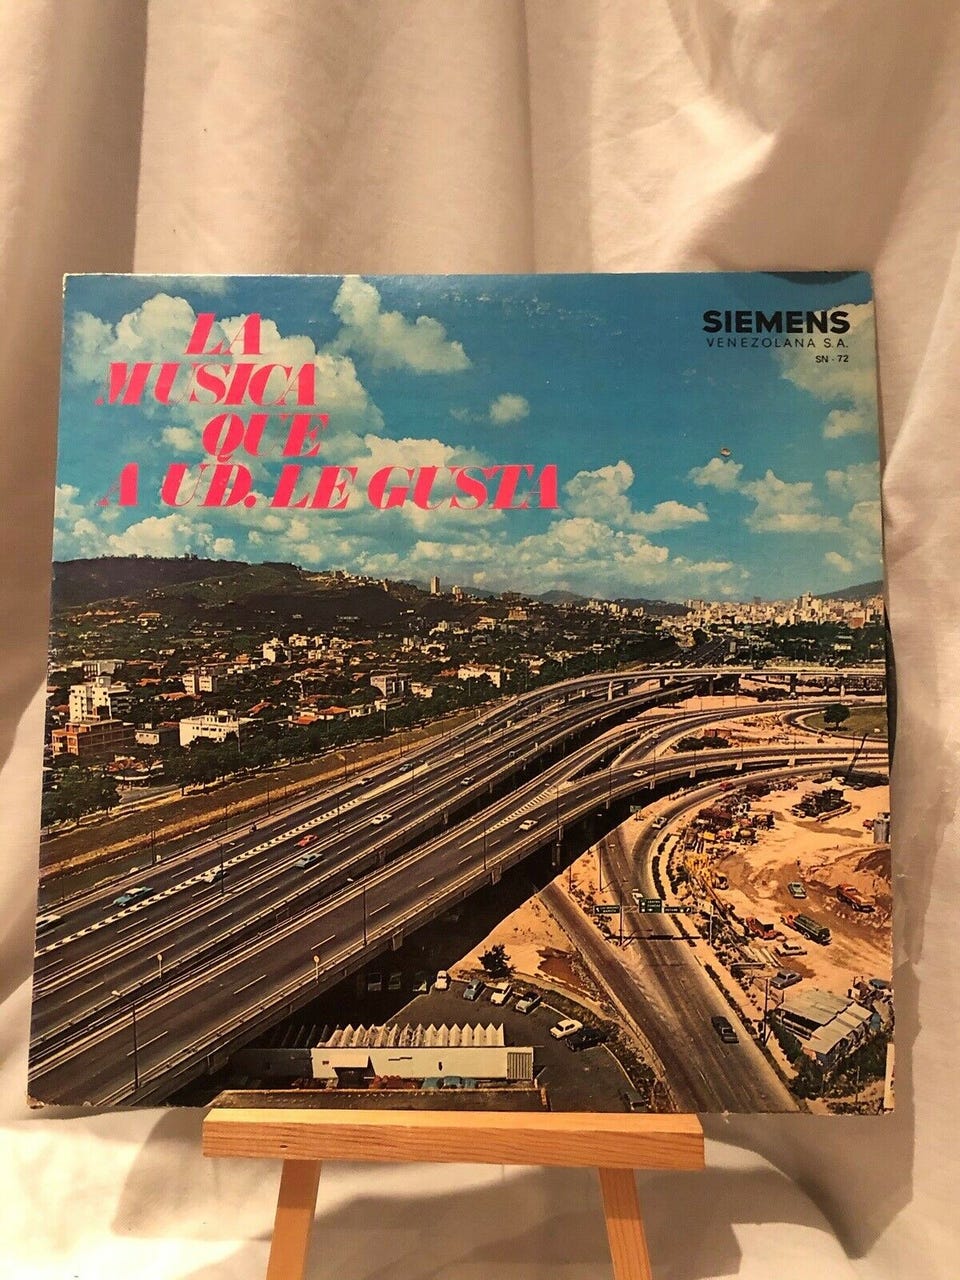 LA
MUSICA
QUE
A UD. LE GUSTA
SIEMENS
VENEZOLANA S.A.
SN - 72